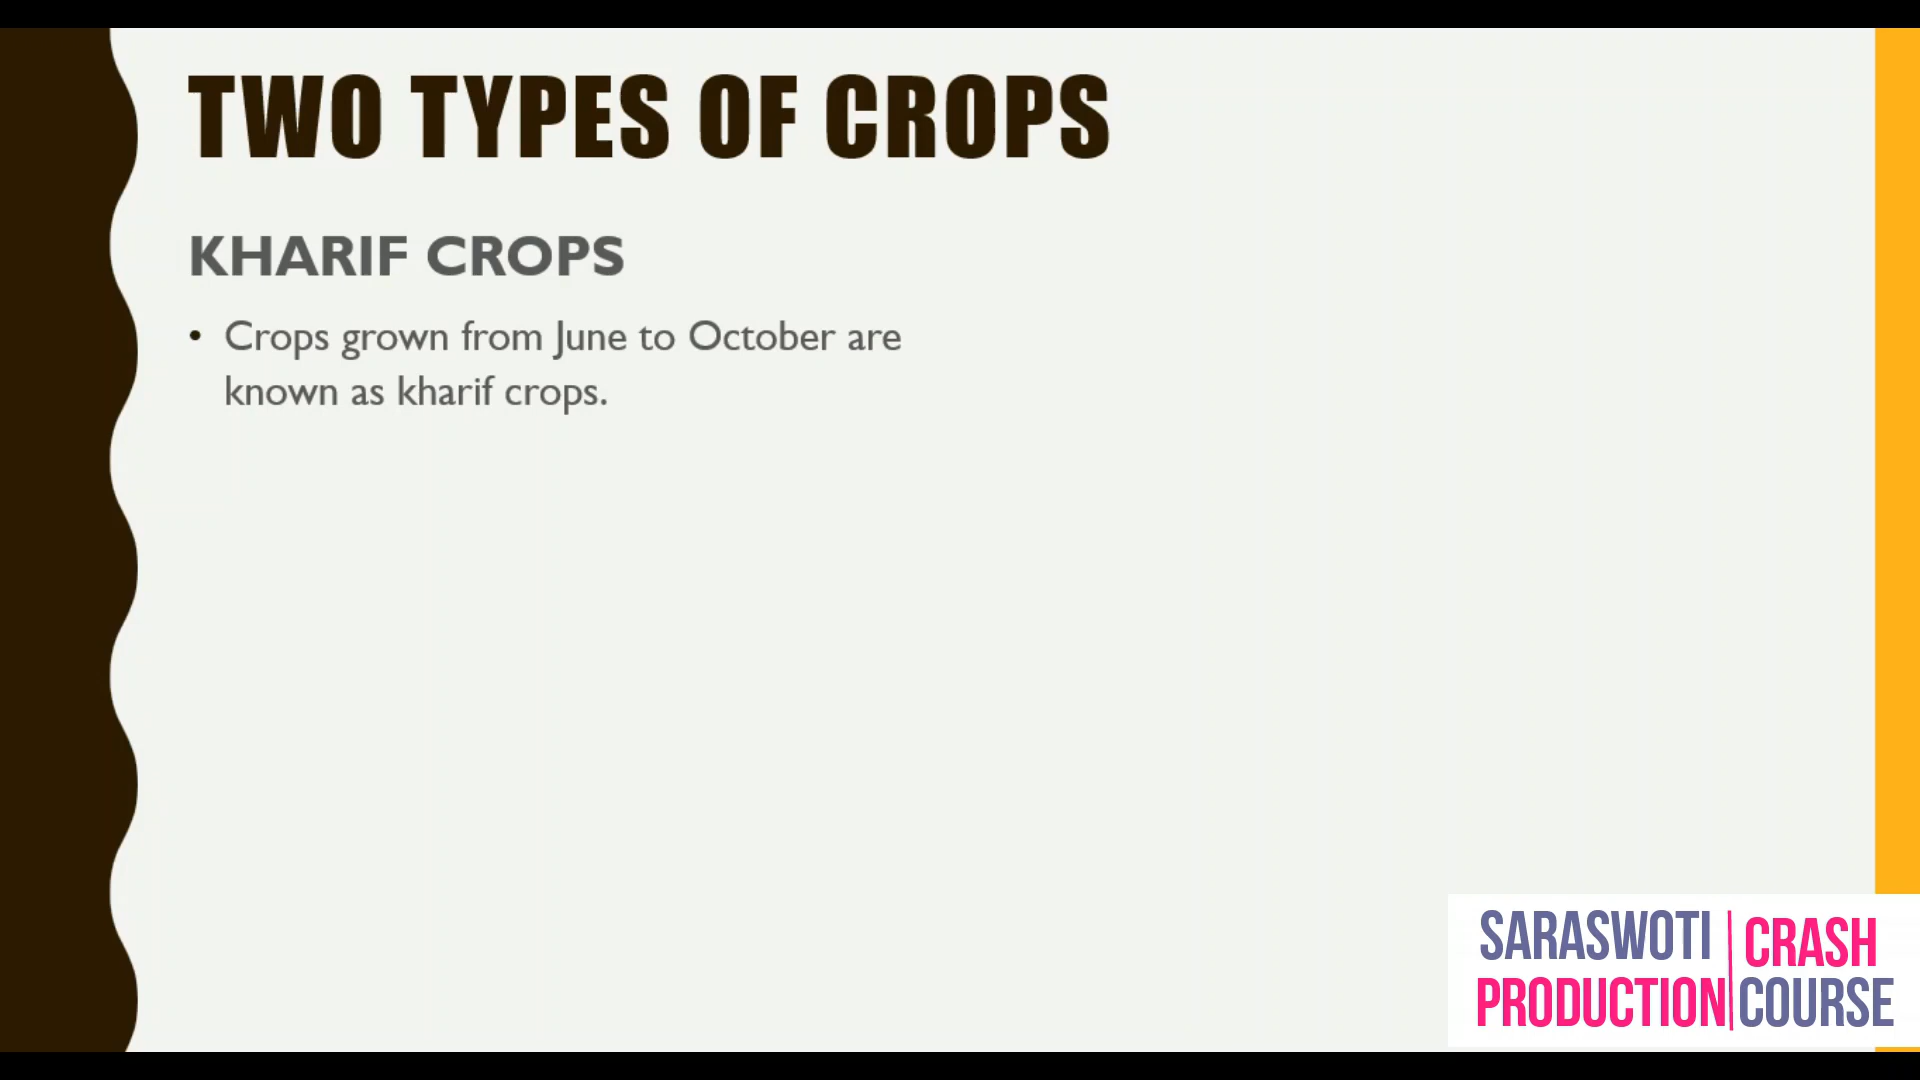 TWO TYPES OF CROPS
KHARIF CROPS
• Crops grown from June to October are
known as kharif crops.
SARASWOTI
PRODUCTION
CRASH
COURSE